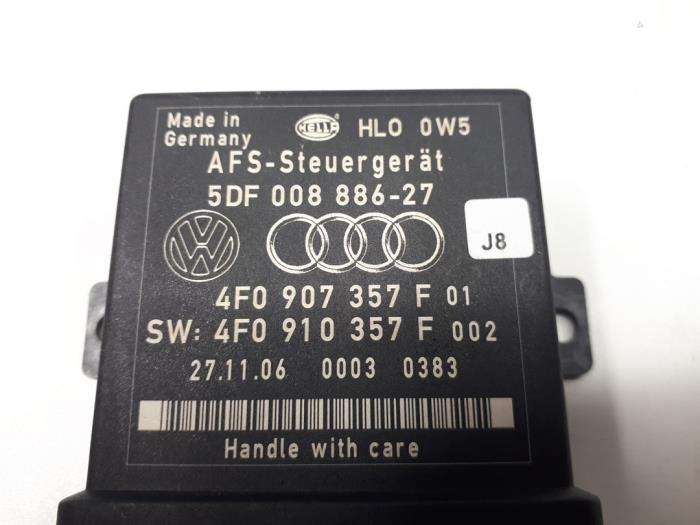 Made in
Germany
HELLA
HLO 0W5
AFS-Steuergerät
5DF 008 886-27
VW
J8
4F0 907 357 F 01
SW: 4F0 910 357 F 002
27.11.06 0003 0383
Handle with care